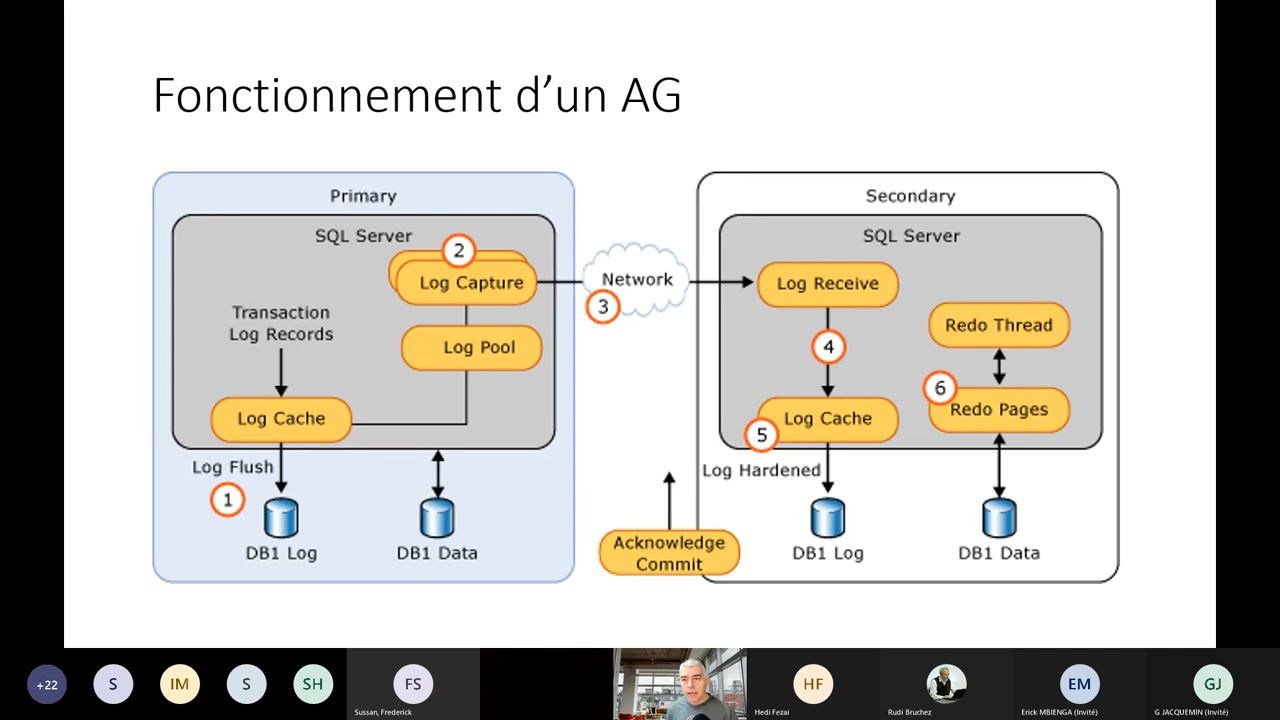 Fonctionnement d’un AG
Primary
SQL Server
2
Log Capture
Transaction
Log Records
Log Pool
Log Cache
Log Flush
1
DB1 Log
DB1 Data
Network
3
Secondary
SQL Server
Log Receive
4
Redo Thread
6
Redo Pages
Log Cache
5
Log Hardened
Acknowledge
Commit
DB1 Log
DB1 Data
+22
S
IM
S
SH
FS
Sussan, Frederick
HF
Hedi Fezai
Rudi Bruchez
EM
Erick MBIENGA (Invité)
GJ
G JACQUEMIN (Invité)